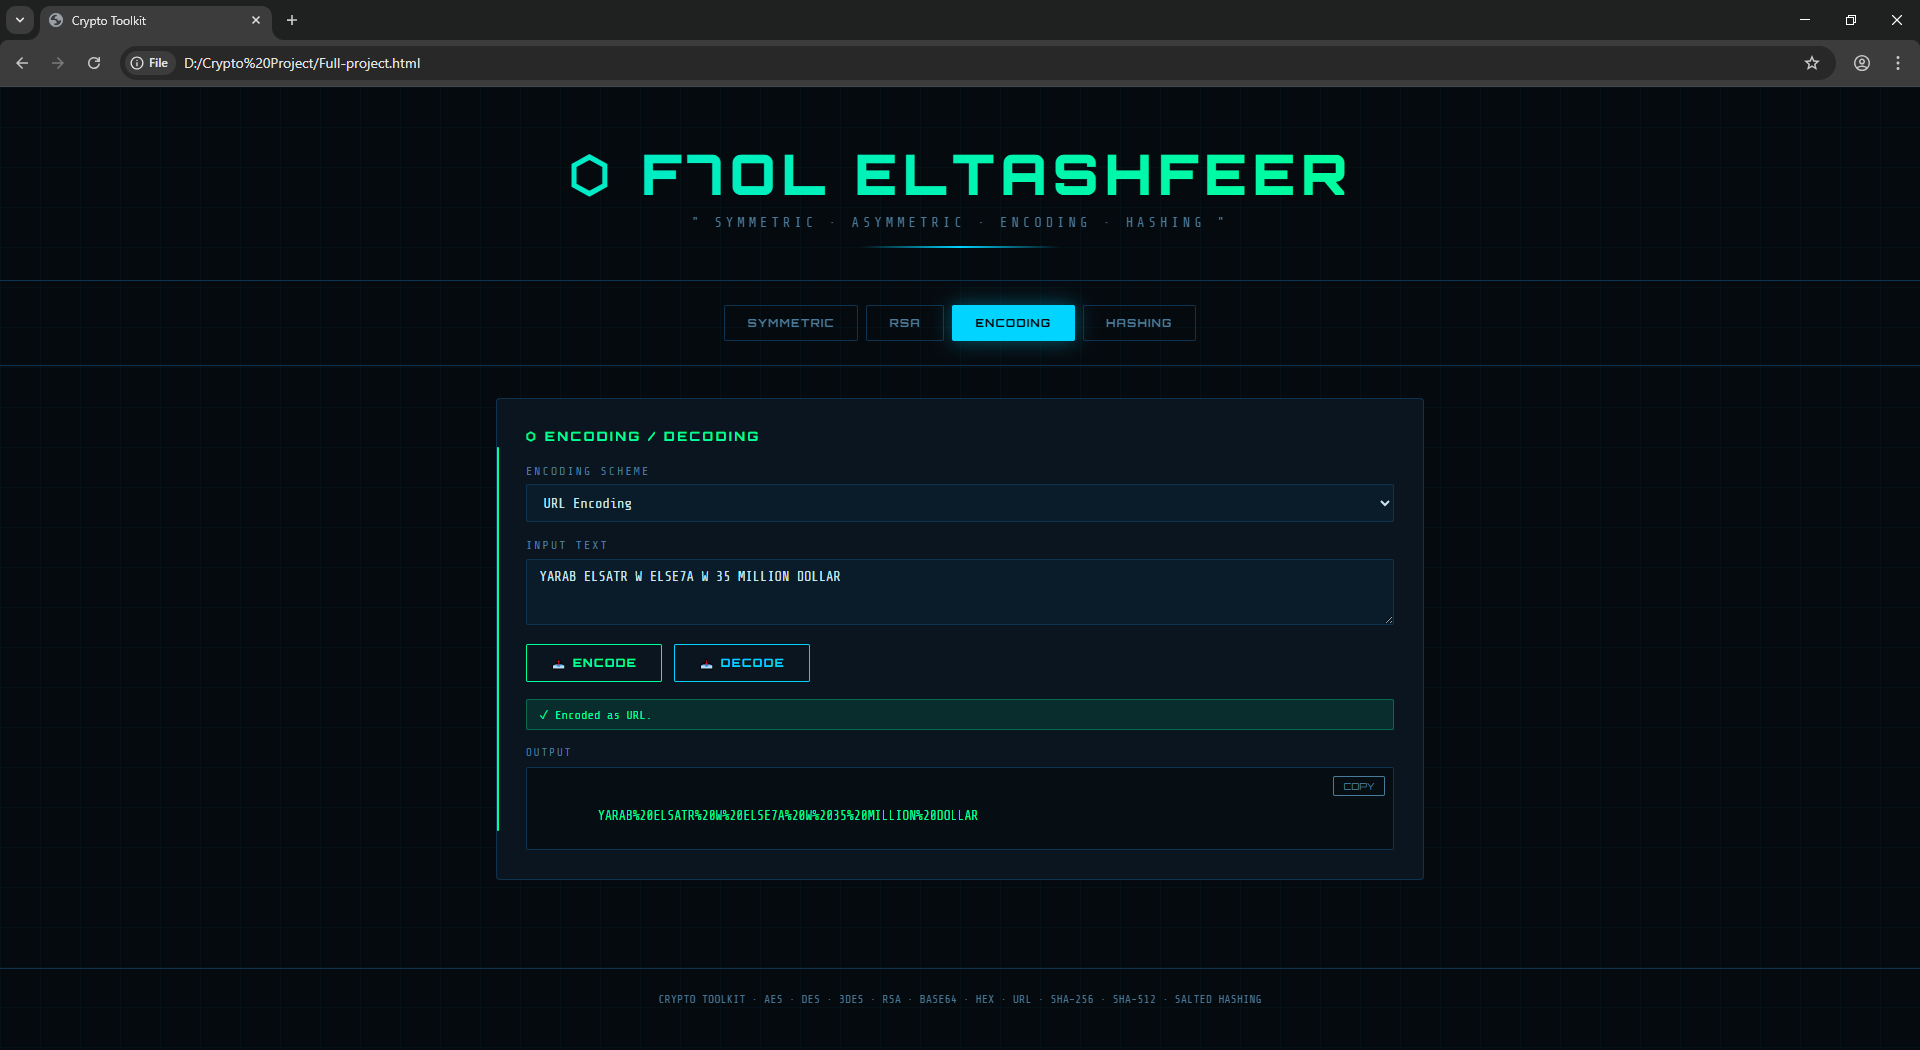 Crypto Toolkit
File D:/Crypto%20Project/Full-project.html
F7OL ELTASHFEER
" SYMMETRIC · ASYMMETRIC · ENCODING · HASHING "
SYMMETRIC RSA ENCODING HASHING
ENCODING / DECODING
ENCODING SCHEME
URL Encoding
INPUT TEXT
YARAB ELSATR W ELSE7A W 35 MILLION DOLLAR
ENCODE DECODE
✓ Encoded as URL.
OUTPUT
COPY
YARAB%20ELSATR%20W%20ELSE7A%20W%2035%20MILLION%20DOLLAR
CRYPTO TOOLKIT · AES · DES · 3DES · RSA · BASE64 · HEX · URL · SHA-256 · SHA-512 · SALTED HASHING